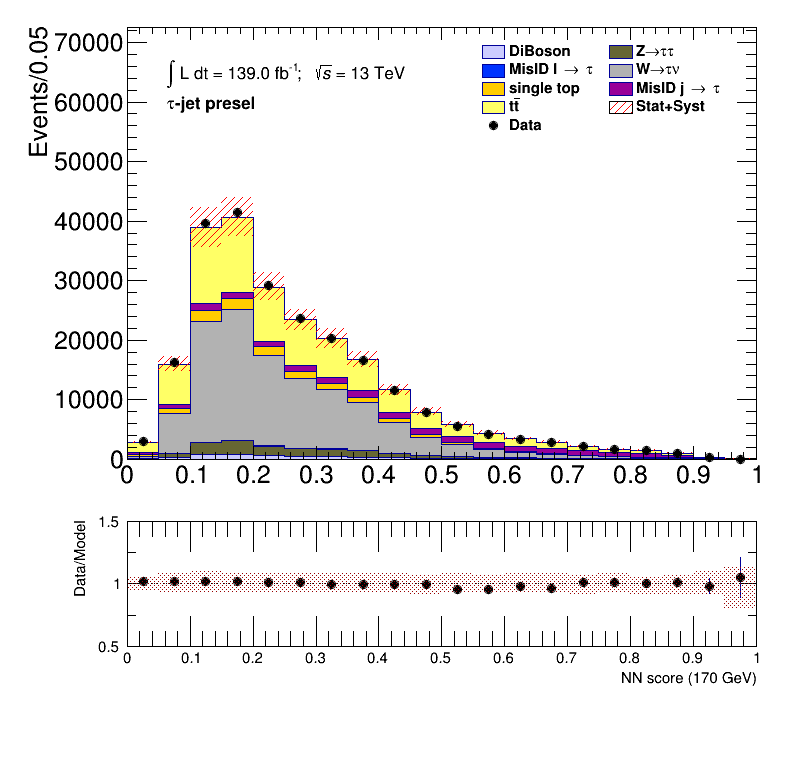 Events/0.05
70000
60000
50000
40000
30000
20000
10000
0
∫ L dt = 139.0 fb⁻¹; √s = 13 TeV
τ-jet presel
DiBoson
MisID l → τ
single top
tt̄
Data
Z→ττ
W→τν
MisID j → τ
Stat+Syst
0 0.1 0.2 0.3 0.4 0.5 0.6 0.7 0.8 0.9 1
Data/Model
1.5
1
0.5
0 0.1 0.2 0.3 0.4 0.5 0.6 0.7 0.8 0.9 1
NN score (170 GeV)